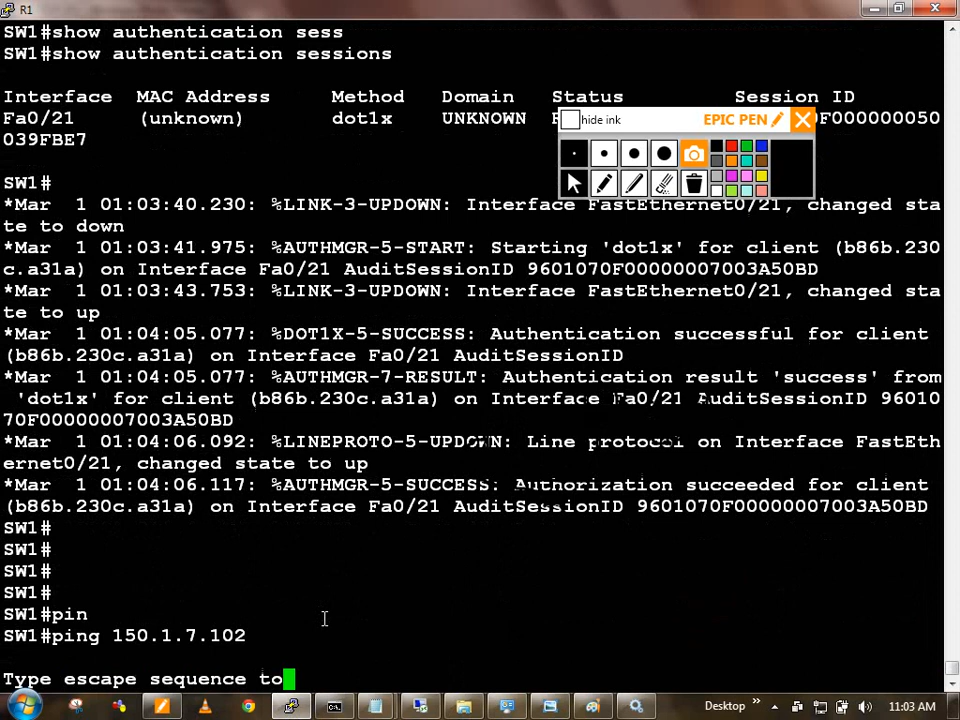 R1
SW1#show authentication sess
SW1#show authentication sessions
Interface MAC Address Method Domain Status Session ID
Fa0/21 (unknown) dot1x UNKNOWN 0F000000050
039FBE7
hide ink EPIC PEN
SW1#
*Mar 1 01:03:40.230: %LINK-3-UPDOWN: Interface FastEthernet0/21, changed sta
te to down
*Mar 1 01:03:41.975: %AUTHMGR-5-START: Starting 'dot1x' for client (b86b.230
c.a31a) on Interface Fa0/21 AuditSessionID 9601070F00000007003A50BD
*Mar 1 01:03:43.753: %LINK-3-UPDOWN: Interface FastEthernet0/21, changed sta
te to up
*Mar 1 01:04:05.077: %DOT1X-5-SUCCESS: Authentication successful for client
(b86b.230c.a31a) on Interface Fa0/21 AuditSessionID
*Mar 1 01:04:05.077: %AUTHMGR-7-RESULT: Authentication result 'success' from
'dot1x' for client (b86b.230c.a31a) on Interface Fa0/21 AuditSessionID 96010
70F00000007003A50BD
*Mar 1 01:04:06.092: %LINEPROTO-5-UPDOWN: Line protocol on Interface FastEth
ernet0/21, changed state to up
*Mar 1 01:04:06.117: %AUTHMGR-5-SUCCESS: Authorization succeeded for client
(b86b.230c.a31a) on Interface Fa0/21 AuditSessionID 9601070F00000007003A50BD
SW1#
SW1#
SW1#
SW1#
SW1#pin
SW1#ping 150.1.7.102
Type escape sequence to
Desktop » 11:03 AM